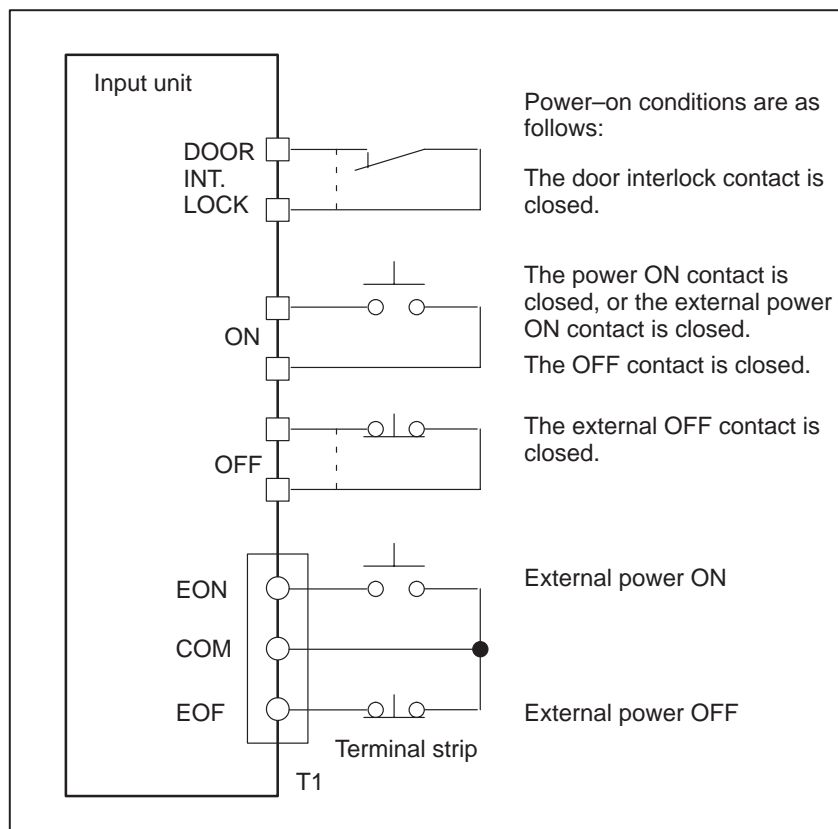 Input unit
DOOR
INT.
LOCK
ON
OFF
EON
COM
EOF
Terminal strip
T1
Power–on conditions are as
follows:
The door interlock contact is
closed.
The power ON contact is
closed, or the external power
ON contact is closed.
The OFF contact is closed.
The external OFF contact is
closed.
External power ON
External power OFF